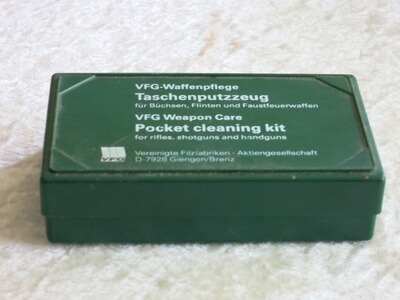 VFG-Waffenpflege
Taschenputzzeug
für Büchsen, Flinten und Faustfeuerwaffen
VFG Weapon Care
Pocket cleaning kit
for rifles, shotguns and handguns
VFG
Vereinigte Filzfabriken · Aktiengesellschaft
D-7928 Giengen/Brenz